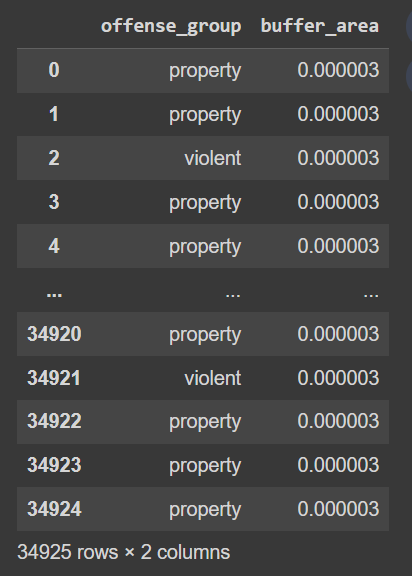 offense_group buffer_area
0 property 0.000003
1 property 0.000003
2 violent 0.000003
3 property 0.000003
4 property 0.000003
... ... ...
34920 property 0.000003
34921 violent 0.000003
34922 property 0.000003
34923 property 0.000003
34924 property 0.000003
34925 rows × 2 columns